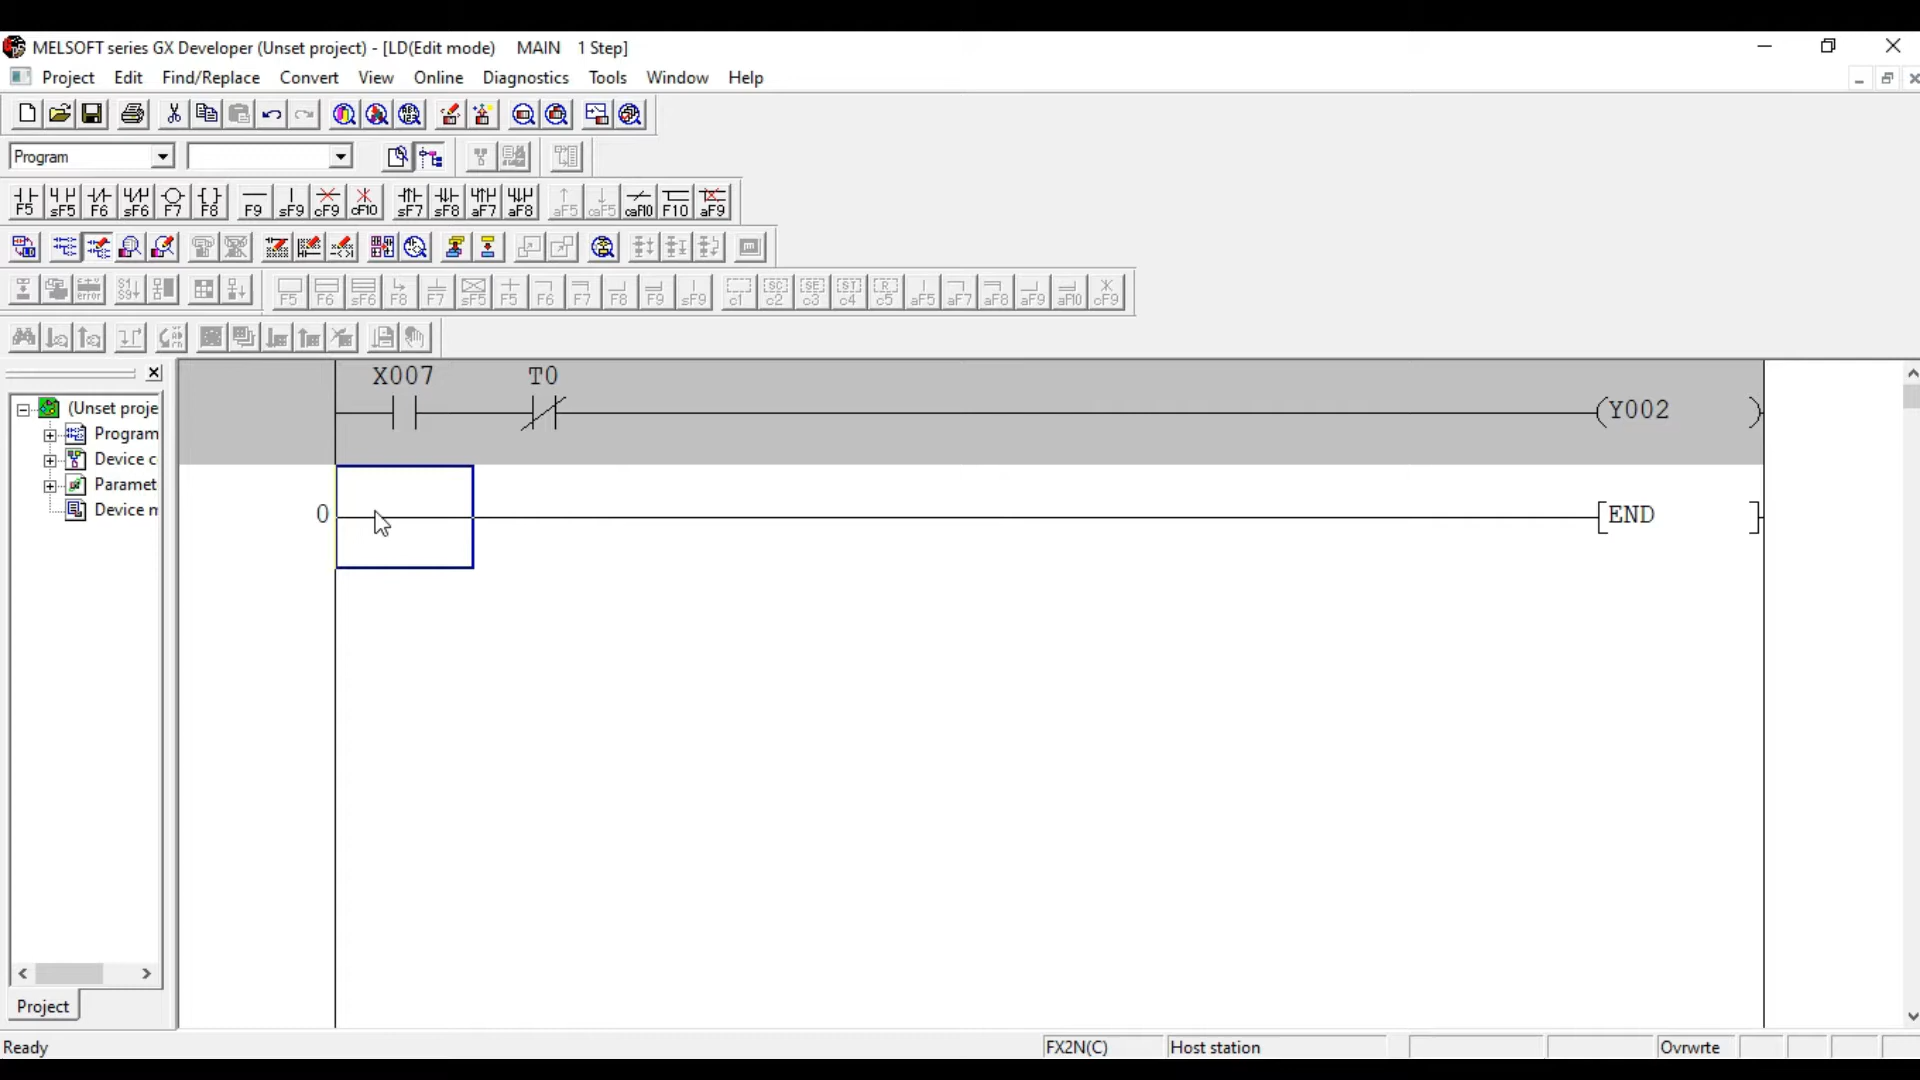 MELSOFT series GX Developer (Unset project) - [LD(Edit mode) MAIN 1 Step]
Project Edit Find/Replace Convert View Online Diagnostics Tools Window Help
Program
F5 sF5 F6 sF6 F7 F8 F9 sF9 cF9 cF10 sF7 sF8 aF7 aF8 aF5 caF5 caF10 F10 aF9
error
F5 F6 sF6 F8 F7 sF5 F5 F6 F7 F8 F9 sF9 c1 SC c2 SE c3 ST c4 R c5 aF5 aF7 aF8 aF9 aF10 cF9
X007 T0
(Y002 )
(Unset proje
Program
Device c
Paramet
Device m
0
[END ]
Project
Ready FX2N(C) Host station Ovrwrte